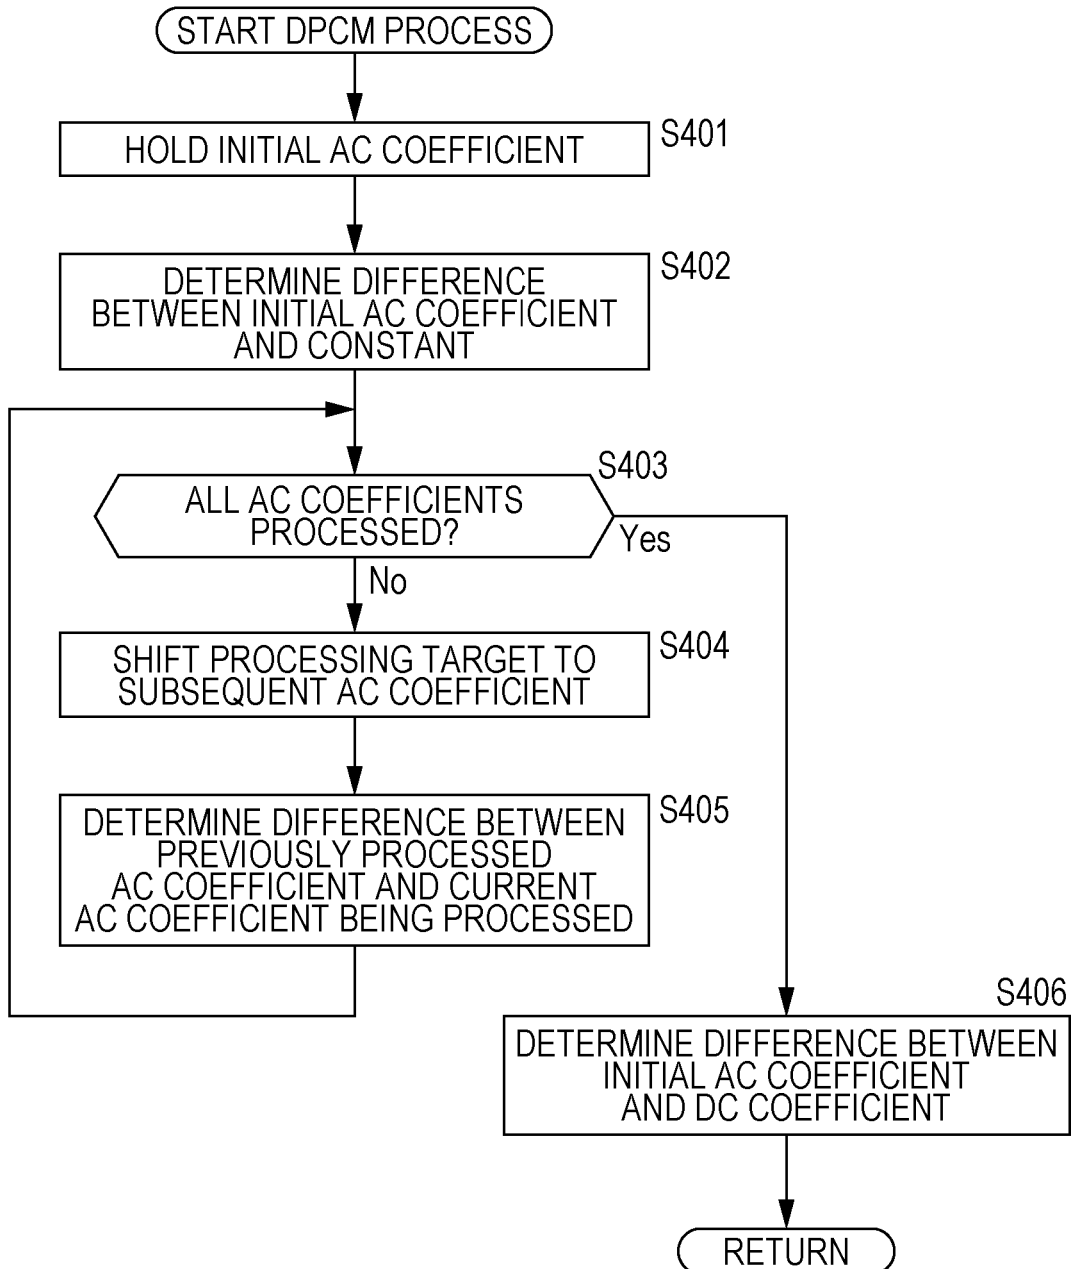 START DPCM PROCESS
S401
HOLD INITIAL AC COEFFICIENT
S402
DETERMINE DIFFERENCE
BETWEEN INITIAL AC COEFFICIENT
AND CONSTANT
S403
ALL AC COEFFICIENTS
PROCESSED?
Yes
No
S404
SHIFT PROCESSING TARGET TO
SUBSEQUENT AC COEFFICIENT
S405
DETERMINE DIFFERENCE BETWEEN
PREVIOUSLY PROCESSED
AC COEFFICIENT AND CURRENT
AC COEFFICIENT BEING PROCESSED
S406
DETERMINE DIFFERENCE BETWEEN
INITIAL AC COEFFICIENT
AND DC COEFFICIENT
RETURN